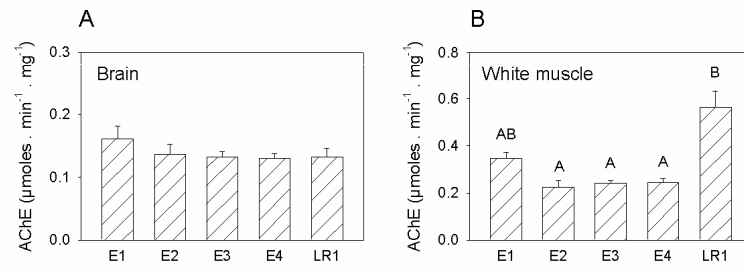 A
AChE (µmoles . min⁻¹ . mg⁻¹)
0.3
0.2
0.1
0.0
Brain
E1 E2 E3 E4 LR1
B
AChE (µmoles . min⁻¹ . mg⁻¹)
0.8
0.6
0.4
0.2
0.0
White muscle
AB A A A B
E1 E2 E3 E4 LR1